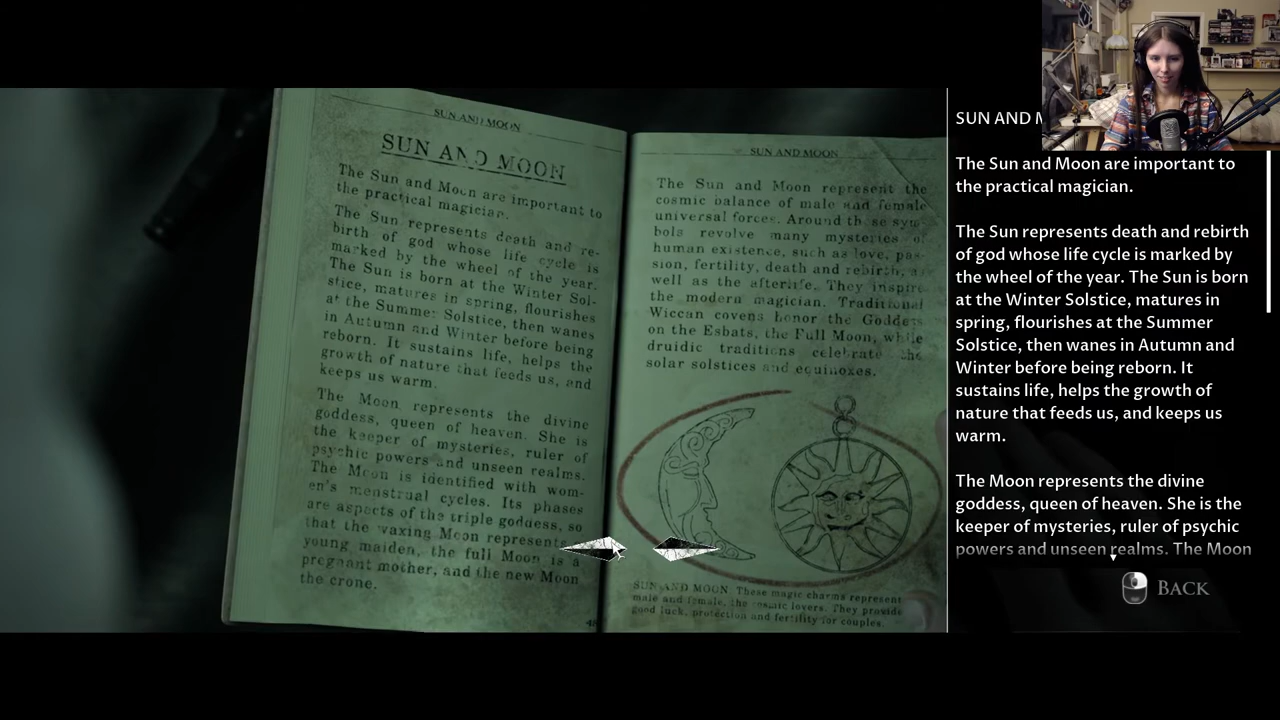 SUN AND MOON
SUN AND MOON
The Sun and Moon are important to
the practical magician.
The Sun represents death and re-
birth of god whose life cycle is
marked by the wheel of the year.
The Sun is born at the Winter Sol-
stice, matures in spring, flourishes
at the Summer Solstice, then wanes
in Autumn and Winter before being
reborn. It sustains life, helps the
growth of nature that feeds us, and
keeps us warm.
The Moon represents the divine
goddess, queen of heaven. She is
the keeper of mysteries, ruler of
psychic powers and unseen realms.
The Moon is identified with wom-
en's menstrual cycles. Its phases
are aspects of the triple goddess, so
that the waxing Moon represents
young maiden, the full Moon is a
pregnant mother, and the new Moon
the crone.
SUN AND MOON
The Sun and Moon represent the
cosmic balance of male and female
universal forces. Around these sym-
bols revolve many mysteries of
human existence, such as love, pas-
sion, fertility, death and rebirth, as
well as the afterlife. They inspire
the modern magician. Traditional
Wiccan covens honor the Goddess
on the Esbats, the Full Moon, while
druidic traditions celebrate the
solar solstices and equinoxes.
SUN AND MOON. These magic charms represent
male and female, the cosmic lovers. They provide
good luck, protection and fertility for couples.
SUN AND M
The Sun and Moon are important to
the practical magician.
The Sun represents death and rebirth
of god whose life cycle is marked by
the wheel of the year. The Sun is born
at the Winter Solstice, matures in
spring, flourishes at the Summer
Solstice, then wanes in Autumn and
Winter before being reborn. It
sustains life, helps the growth of
nature that feeds us, and keeps us
warm.
The Moon represents the divine
goddess, queen of heaven. She is the
keeper of mysteries, ruler of psychic
powers and unseen realms. The Moon
BACK